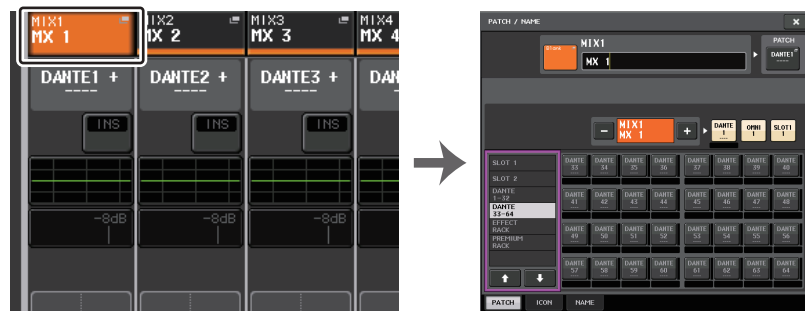 MIX1 MIX2 MIX3 MIX4
MX 1 MX 2 MX 3 MX 4
DANTE1 + DANTE2 + DANTE3 + DAN
---- ---- ----
INS INS INS
-8dB -8dB -8dB
PATCH / NAME
Blank MIX1 PATCH
MX 1 DANTE1
----
MIX1
- MX 1 + DANTE 1 ---- OMNI 1 SLOT1 1
SLOT 1
SLOT 2
DANTE 1-32
DANTE 33-64
EFFECT RACK
PREMIUM RACK
DANTE 33 DANTE 34 DANTE 35 DANTE 36 DANTE 37 DANTE 38 DANTE 39 DANTE 40
DANTE 41 DANTE 42 DANTE 43 DANTE 44 DANTE 45 DANTE 46 DANTE 47 DANTE 48
DANTE 49 DANTE 50 DANTE 51 DANTE 52 DANTE 53 DANTE 54 DANTE 55 DANTE 56
DANTE 57 DANTE 58 DANTE 59 DANTE 60 DANTE 61 DANTE 62 DANTE 63 DANTE 64
PATCH ICON NAME